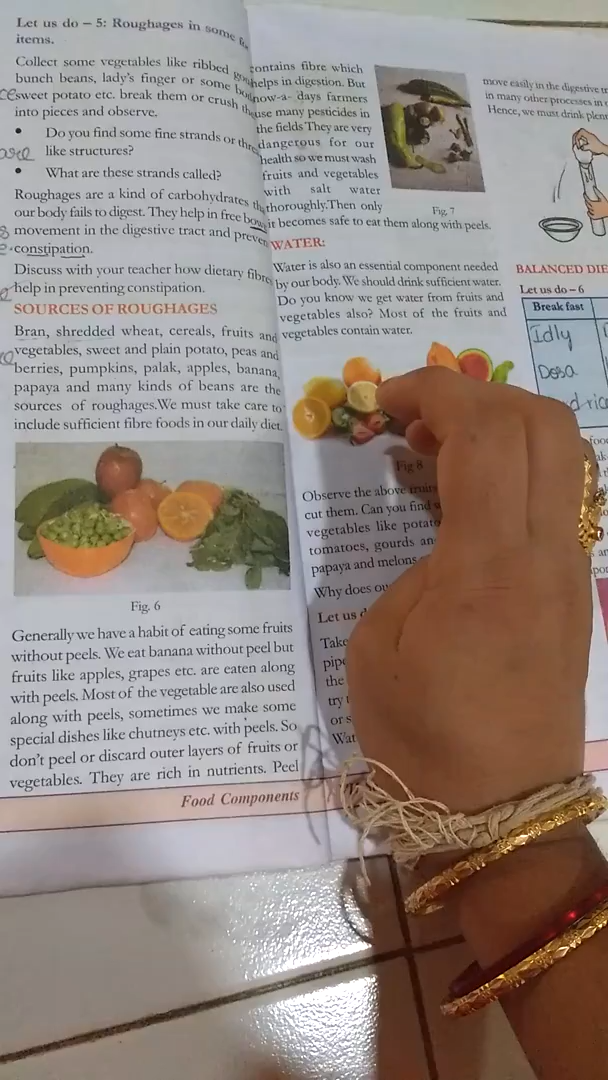 Let us do – 5: Roughages in some
items.
Collect some vegetables like ribbed
bunch beans, lady's finger or some
sweet potato etc. break them or crush
into pieces and observe.
• Do you find some fine strands or
like structures?
• What are these strands called?
Roughages are a kind of carbohydrates
our body fails to digest. They help in free
movement in the digestive tract and
constipation.
Discuss with your teacher how dietary
help in preventing constipation.
SOURCES OF ROUGHAGES
Bran, shredded wheat, cereals, fruits and
vegetables, sweet and plain potato, peas and
berries, pumpkins, palak, apples, banana,
papaya and many kinds of beans are the
sources of roughages.We must take care to
include sufficient fibre foods in our daily diet.
Fig. 6
Generally we have a habit of eating some fruits
without peels. We eat banana without peel but
fruits like apples, grapes etc. are eaten along
with peels. Most of the vegetable are also used
along with peels, sometimes we make some
special dishes like chutneys etc. with peels. So
don't peel or discard outer layers of fruits or
vegetables. They are rich in nutrients. Peel
Food Components
contains fibre which
helps in digestion. But
now-a- days farmers
use many pesticides in
the fields They are very
dangerous for our
health so we must wash
fruits and vegetables
with salt water
thoroughly.Then only
it becomes safe to eat them along with peels.
Fig. 7
WATER:
Water is also an essential component needed
by our body. We should drink sufficient water.
Do you know we get water from fruits and
vegetables also? Most of the fruits and
vegetables contain water.
Fig 8
Observe the above fruits
cut them. Can you find
vegetables like
tomatoes, gourds
papaya and melons
Why does
Let us
Take
the
try
or
move easily in the digestive
in many other processes in
Hence, we must drink
BALANCED
Let us do – 6
Break fast
Idly
Dosa